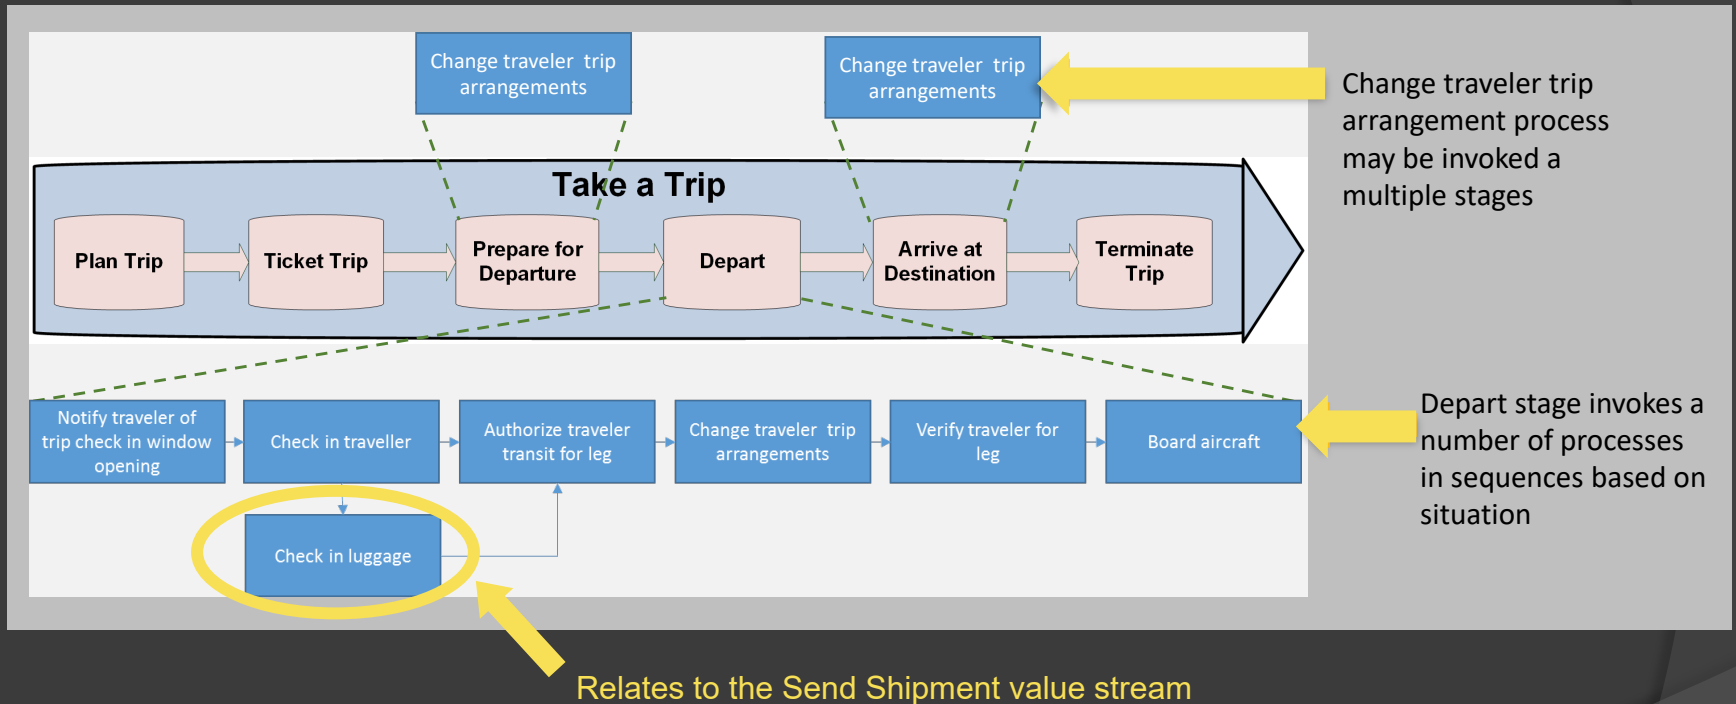 Change traveler  trip
arrangements
Change traveler  trip
arrangements
Change traveler trip
arrangement process
may be invoked a
multiple stages
Take a Trip
Plan Trip
Ticket Trip
Prepare for
Departure
Depart
Arrive at
Destination
Terminate
Trip
Notify traveler of
trip check in window
opening
Check in traveller
Authorize traveler
transit for leg
Change traveler  trip
arrangements
Verify traveler for
leg
Board aircraft
Depart stage invokes a
number of processes
in sequences based on
situation
Check in luggage
Relates to the Send Shipment value stream